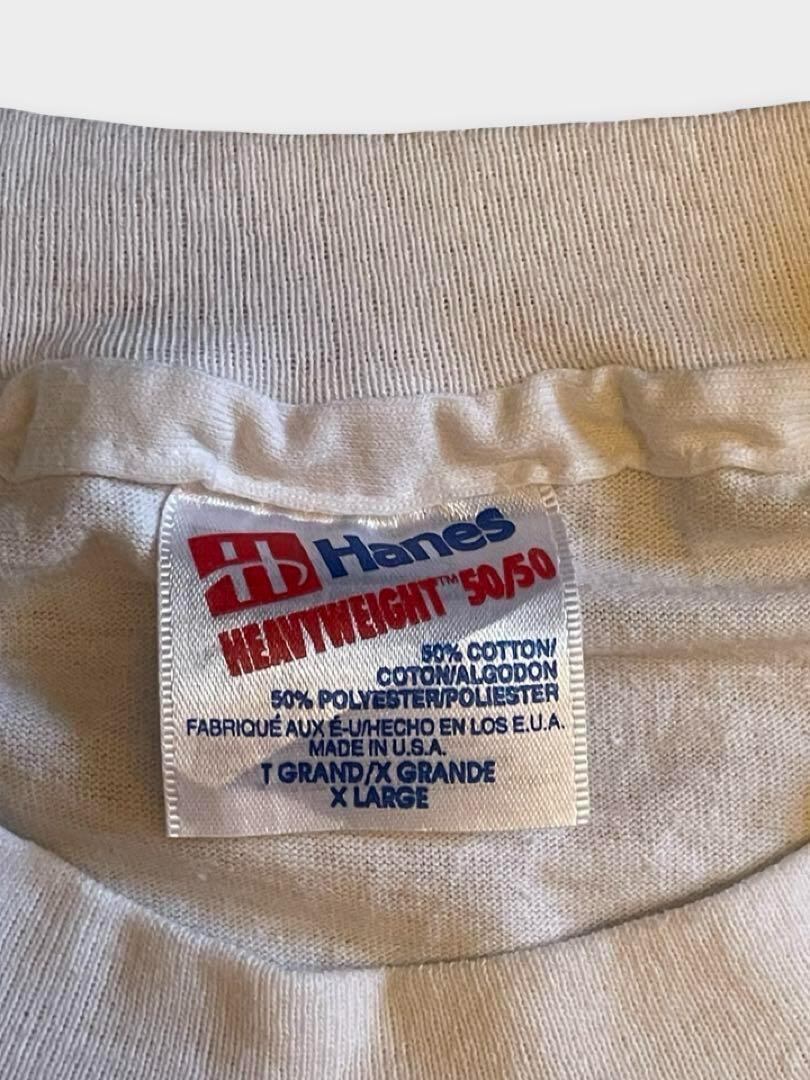 Hanes
HEAVYWEIGHT™ 50/50
50% COTTON/
COTON/ALGODON
50% POLYESTER/POLIESTER
FABRIQUÉ AUX É-U/HECHO EN LOS E.U.A.
MADE IN U.S.A.
T GRAND/X GRANDE
X LARGE